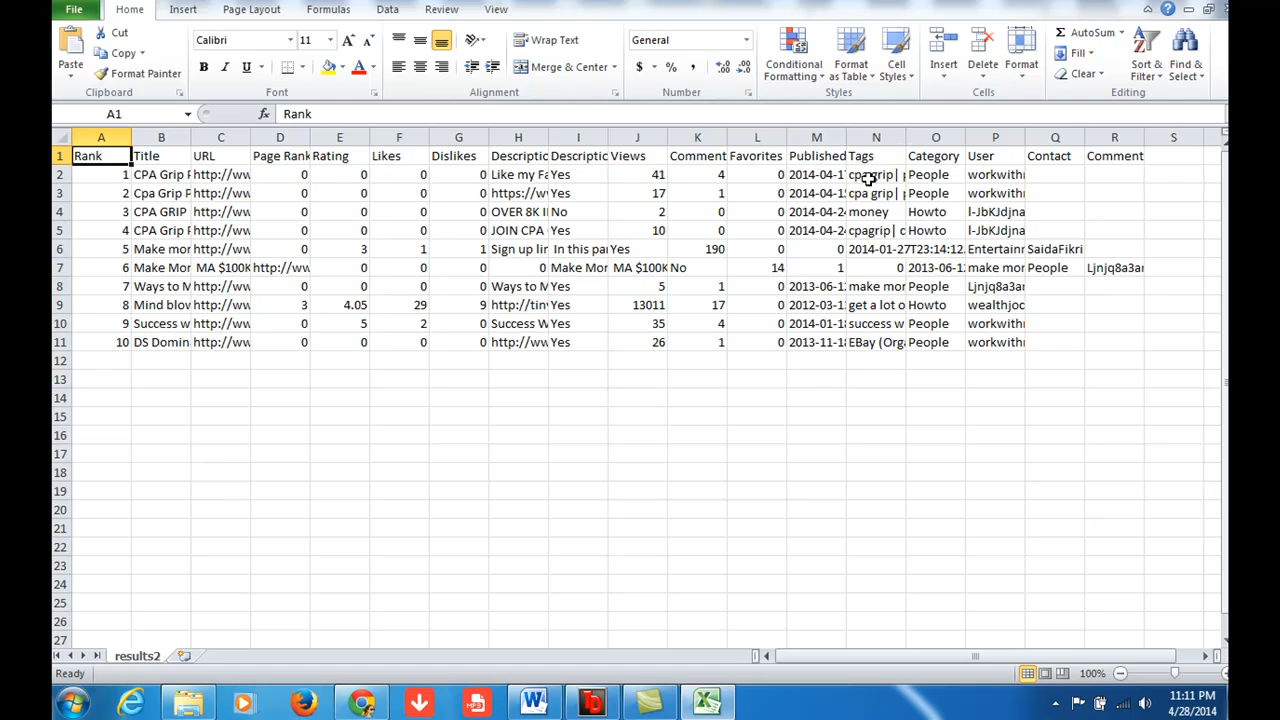 File Home Insert Page Layout Formulas Data Review View
Cut
Copy
Format Painter
Paste
Clipboard
Calibri 11
B I U
Font
Wrap Text
Merge & Center
Alignment
General
$ % ,
Number
Conditional Formatting
Format as Table
Cell Styles
Styles
Insert Delete Format
Cells
AutoSum
Fill
Clear
Sort & Filter
Find & Select
Editing
A1 fx Rank
A B C D E F G H I J K L M N O P Q R S
1 Rank Title URL Page Rank Rating Likes Dislikes Descriptic Descriptic Views Comment Favorites Published Tags Category User Contact Comment
2 1 CPA Grip http://ww 0 0 0 0 Like my Fa Yes 41 4 0 2014-04-1 cpagrip| People workwith
3 2 Cpa Grip http://ww 0 0 0 0 https://w Yes 17 1 0 2014-04-1 cpa grip| People workwith
4 3 CPA GRIP http://ww 0 0 0 0 OVER 8K No 2 0 0 2014-04-2 money Howto l-JbKJdjna
5 4 CPA Grip http://ww 0 0 0 0 JOIN CPA Yes 10 0 0 2014-04-2 cpagrip| c Howto l-JbKJdjna
6 5 Make mor http://ww 0 3 1 1 Sign up lin In this par Yes 190 0 0 2014-01-27T23:14:12. Entertain SaidaFikri
7 6 Make Mor MA $100K http://ww 0 0 0 0 Make Mor MA $100K No 14 1 0 2013-06-1 make mor People Ljnjq8a3ar
8 7 Ways to M http://ww 0 0 0 0 Ways to M Yes 5 1 0 2013-06-1 make mor People Ljnjq8a3ar
9 8 Mind blov http://ww 3 4.05 29 9 http://tin Yes 13011 17 0 2012-03-1 get a lot o Howto wealthjoc
10 9 Success w http://ww 0 5 2 0 Success W Yes 35 4 0 2014-01-18 success w People workwith
11 10 DS Domin http://ww 0 0 0 0 http://ww Yes 26 1 0 2013-11-18 EBay (Org People workwith
12
13
14
15
16
17
18
19
20
21
22
23
24
25
26
27
results2
Ready 100%
11:11 PM
4/28/2014